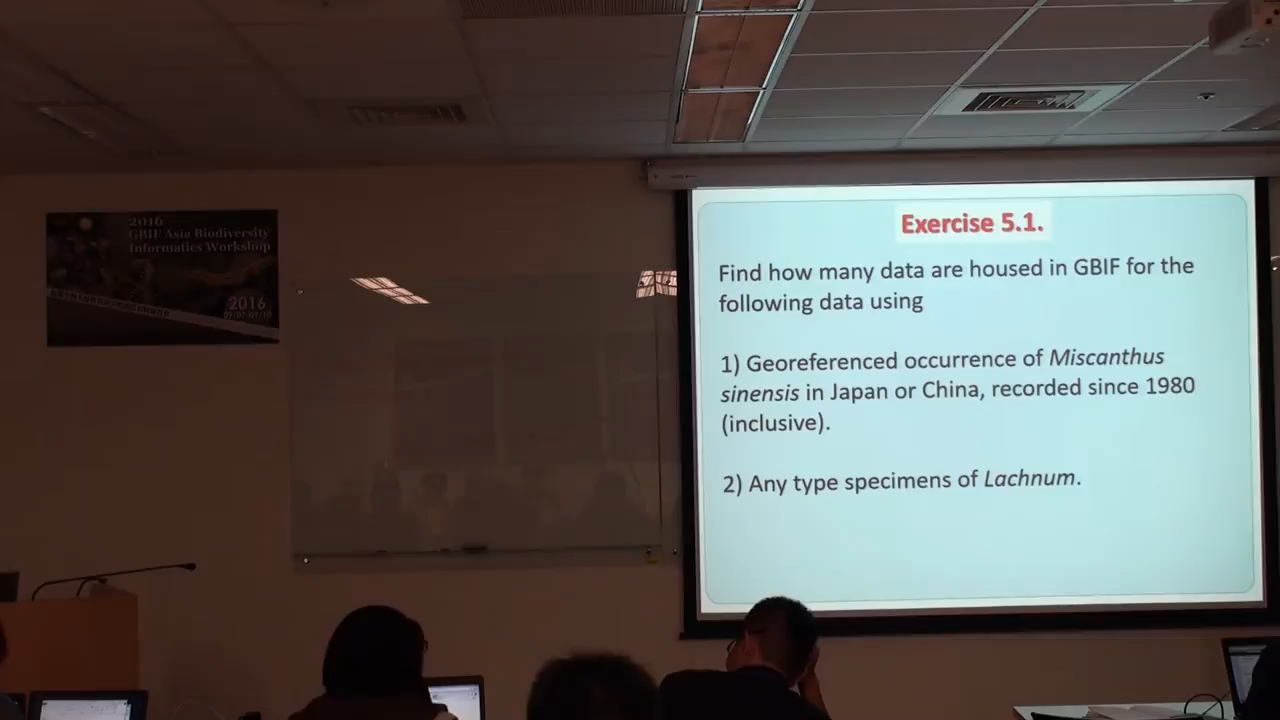 2016
GBIF Asia Biodiversity
Informatics Workshop
2016
Exercise 5.1.
Find how many data are housed in GBIF for the
following data using
1) Georeferenced occurrence of Miscanthus
sinensis in Japan or China, recorded since 1980
(inclusive).
2) Any type specimens of Lachnum.